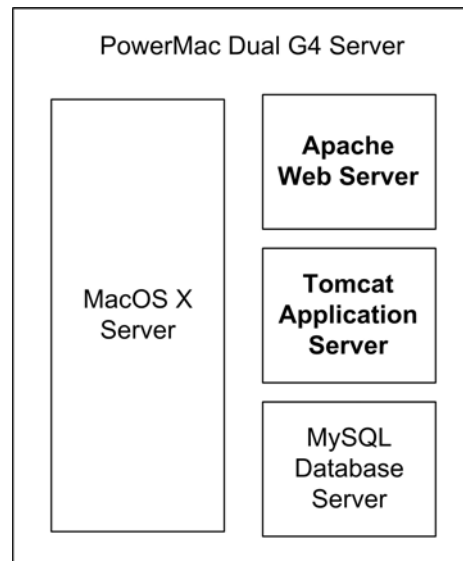 PowerMac Dual G4 Server
MacOS X
Server
Apache
Web Server
Tomcat
Application
Server
MySQL
Database
Server